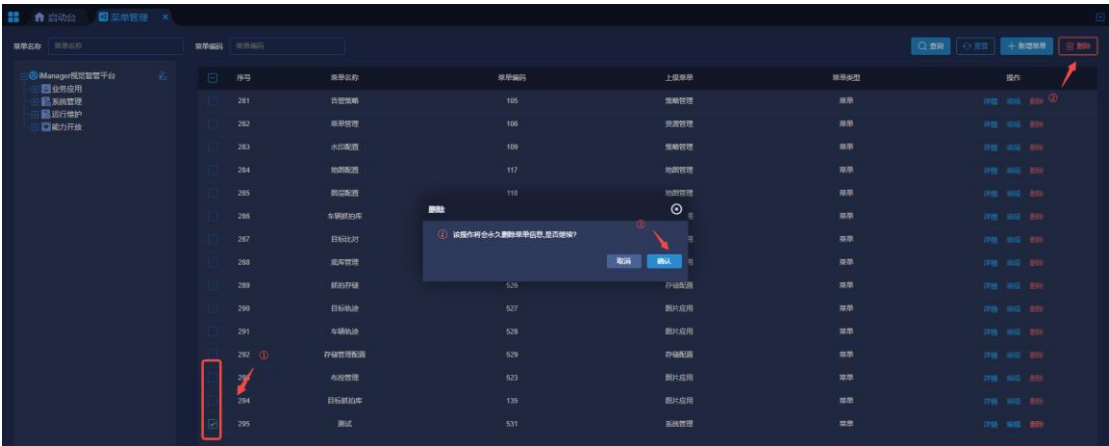 启动台 菜单管理 ×
菜单名称 菜单名称 菜单编码 菜单编码 查询 重置 + 新增菜单 删除
iManager视觉智管平台
业务应用
系统管理
运行维护
能力开放
序号 菜单名称 菜单编码 上级菜单 菜单类型 操作
281 告警策略 105 策略管理 菜单 详情 编辑 删除 ②
282 菜单管理 106 资源管理 菜单 详情 编辑 删除
283 水印配置 109 策略管理 菜单 详情 编辑 删除
284 地图配置 117 地图管理 菜单 详情 编辑 删除
285 图层配置 118 地图管理 菜单 详情 编辑 删除
286 车辆抓拍库 菜单 详情 编辑 删除
287 目标比对 菜单 详情 编辑 删除
288 底库管理 菜单 详情 编辑 删除
289 抓拍存储 526 存储配置 菜单 详情 编辑 删除
290 目标轨迹 527 图片应用 菜单 详情 编辑 删除
291 车辆轨迹 528 图片应用 菜单 详情 编辑 删除
292 ① 存储管理配置 529 存储配置 菜单 详情 编辑 删除
293 布控管理 523 图片应用 菜单 详情 编辑 删除
294 目标抓拍库 135 图片应用 菜单 详情 编辑 删除
295 测试 531 系统管理 菜单 详情 编辑 删除
删除
该操作将会永久删除菜单信息,是否继续?
③
取消 确认